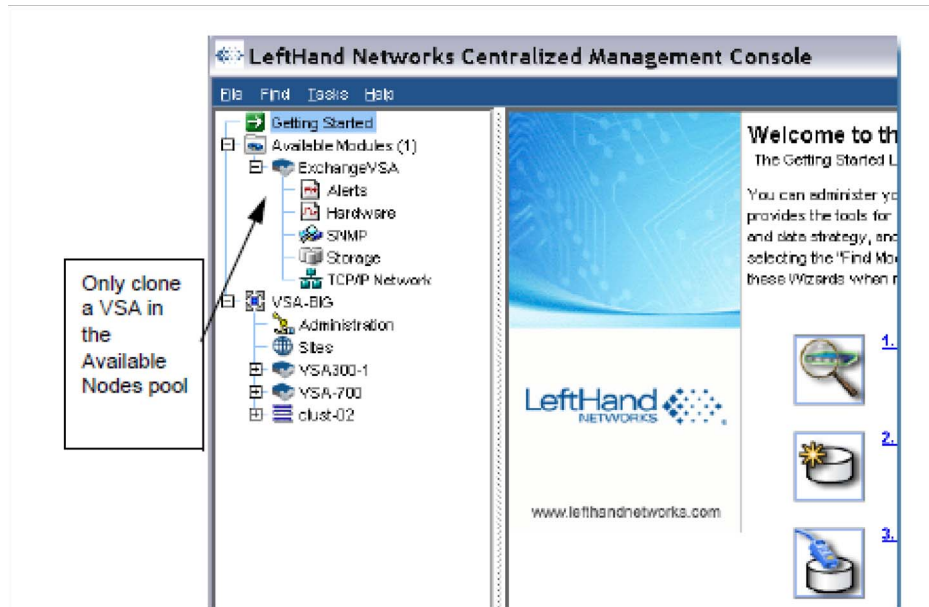 LeftHand Networks Centralized Management Console
File Find Tasks Help
Getting Started
Available Modules (1)
ExchangeVSA
Alerts
Hardware
SNMP
Storage
TCP/IP Network
VSA-BIG
Administration
Sites
VSA300-1
VSA-700
clust-02
Only clone
a VSA in
the
Available
Nodes pool
Welcome to th
The Getting Started L
You can administer yo
provides the tools for
and data strategy, and
selecting the "Find Mo
these Wizards when r
1.
2.
3.
LeftHand
NETWORKS
www.lefthandnetworks.com